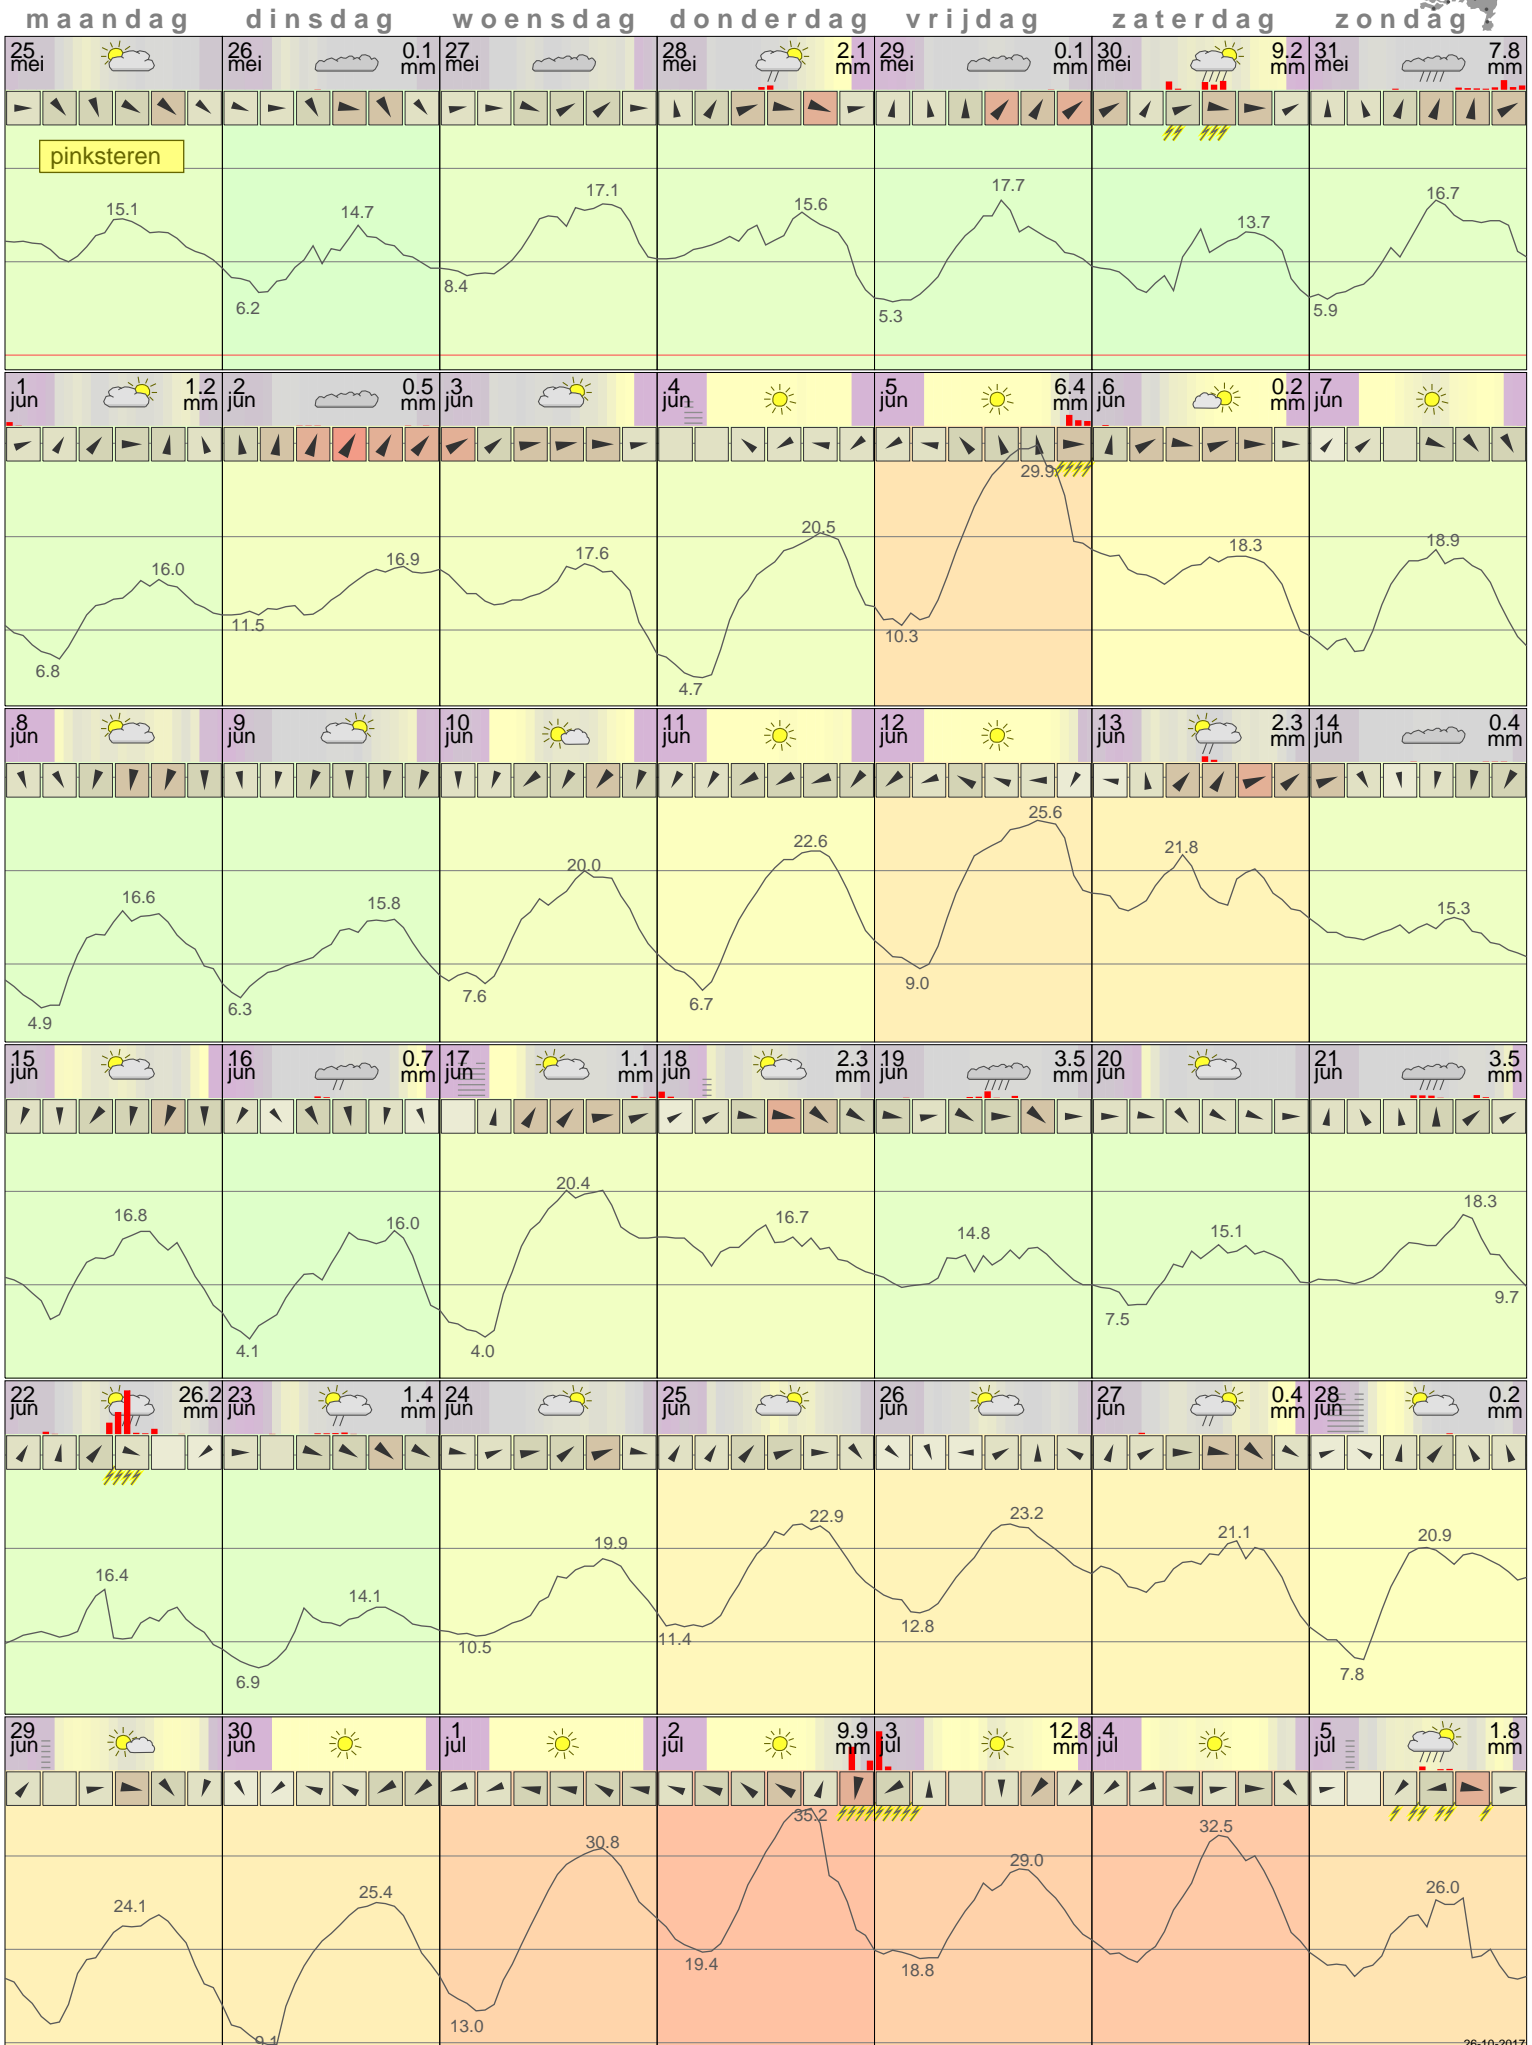 maandag dinsdag woensdag donderdag vrijdag zaterdag zondag
25 26 0.1 27 28 2.1 29 0.1 30 9.2 31 7.8
mei mei mm mei mei mm mei mm mei mm mei mm
pinksteren
15.1 14.7 17.1 15.6 17.7 13.7 16.7
6.2 8.4 5.3 5.9
1 1.2 2 0.5 3 4 5 6.4 6 0.2 7
jun mm jun mm jun jun jun mm jun mm jun
29.9
16.0 16.9 17.6 20.5 18.3 18.9
6.8 11.5 4.7 10.3
8 9 10 11 12 13 2.3 14 0.4
jun jun jun jun jun jun mm jun mm
16.6 15.8 20.0 22.6 25.6 21.8 15.3
4.9 6.3 7.6 6.7 9.0
15 16 0.7 17 1.1 18 2.3 19 3.5 20 21 3.5
jun jun mm jun mm jun mm jun mm jun jun mm
16.8 16.0 20.4 16.7 14.8 15.1 18.3
4.1 4.0 7.5 9.7
22 26.2 23 1.4 24 25 26 27 0.4 28 0.2
jun mm jun mm jun jun jun jun mm jun mm
16.4 14.1 19.9 22.9 23.2 21.1 20.9
6.9 10.5 11.4 12.8 7.8
29 30 1 2 9.9 3 12.8 4 5 1.8
jun jun jul jul mm jul mm jul jul mm
24.1 25.4 30.8 35.2 29.0 32.5 26.0
9.1 13.0 19.4 18.8
26-10-2017